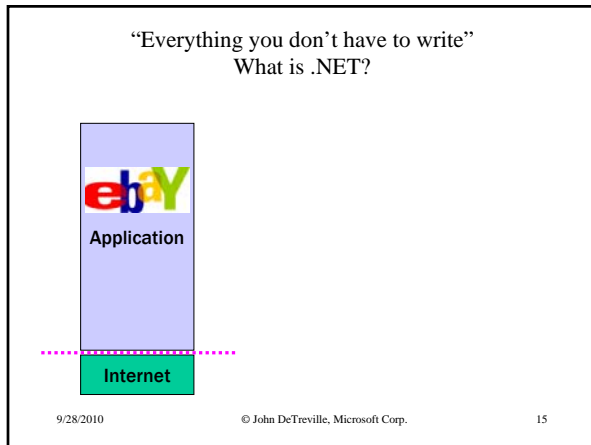 “Everything you don’t have to write”
What is .NET?
ebaY
Application
Internet
9/28/2010 © John DeTreville, Microsoft Corp. 15